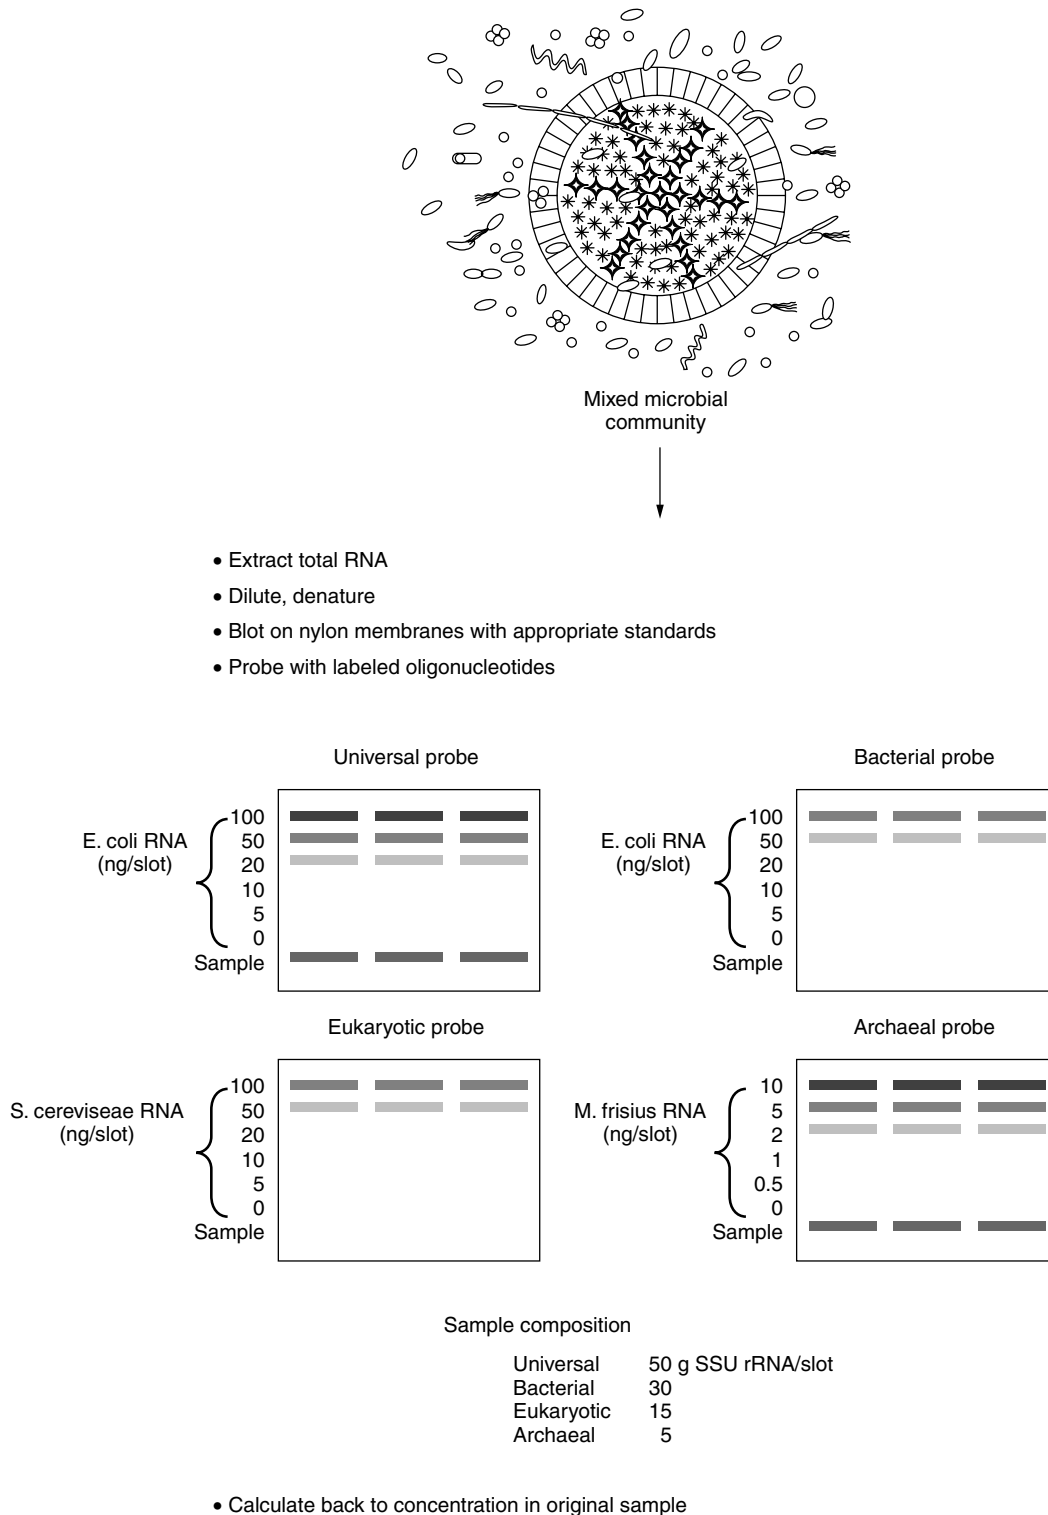 Mixed microbial
community
• Extract total RNA
• Dilute, denature
• Blot on nylon membranes with appropriate standards
• Probe with labeled oligonucleotides
Universal probe
E. coli RNA
(ng/slot)
100
50
20
10
5
0
Sample
Bacterial probe
E. coli RNA
(ng/slot)
100
50
20
10
5
0
Sample
Eukaryotic probe
S. cereviseae RNA
(ng/slot)
100
50
20
10
5
0
Sample
Archaeal probe
M. frisius RNA
(ng/slot)
10
5
2
1
0.5
0
Sample
Sample composition
Universal 50 g SSU rRNA/slot
Bacterial 30
Eukaryotic 15
Archaeal 5
• Calculate back to concentration in original sample